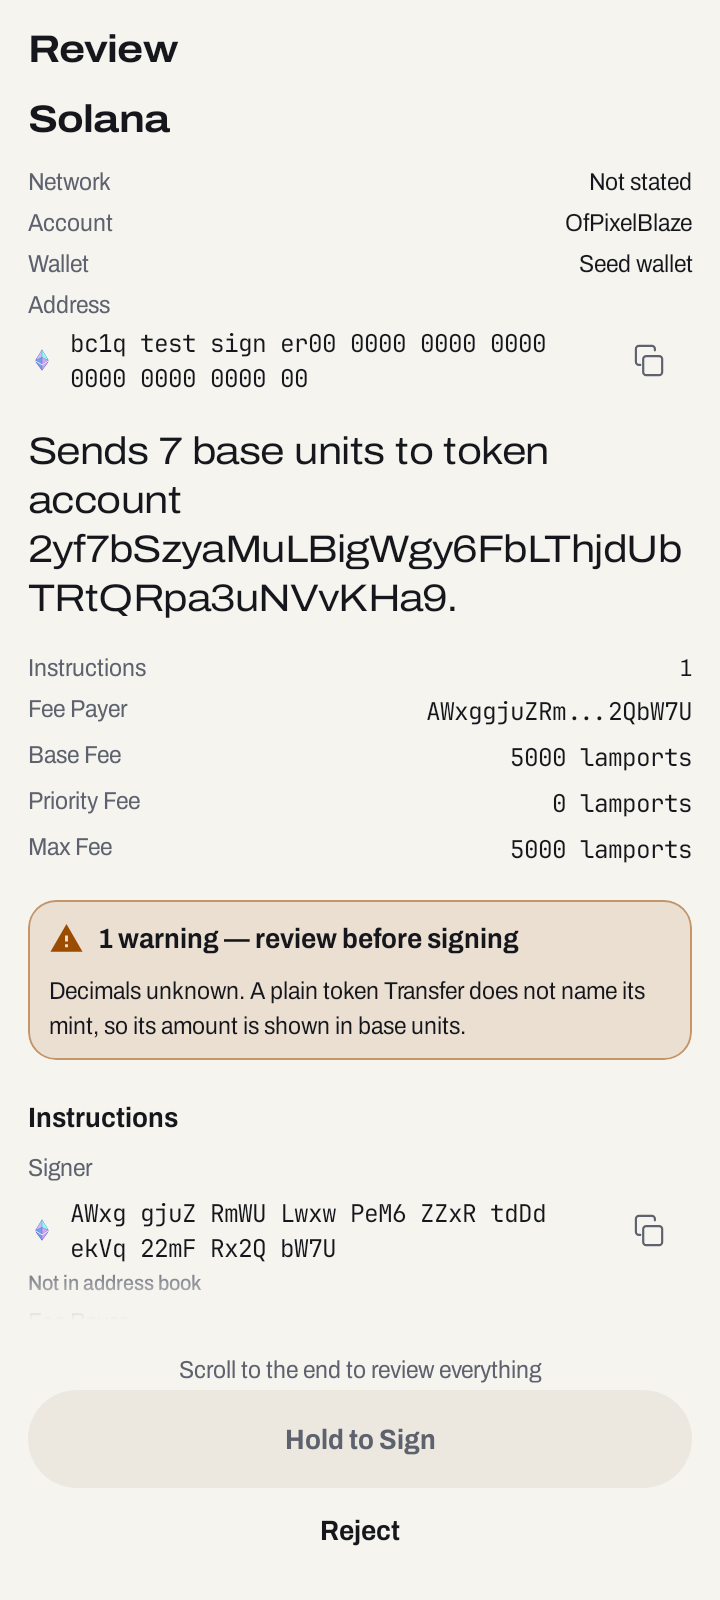 Review
Solana
Network Not stated
Account OfPixelBlaze
Wallet Seed wallet
Address
bc1q test sign er00 0000 0000 0000
0000 0000 0000 00
Sends 7 base units to token
account
2yf7bSzyaMuLBigWgy6FbLThjdUb
TRtQRpa3uNVvKHa9.
Instructions 1
Fee Payer AWxggjuZRm...2QbW7U
Base Fee 5000 lamports
Priority Fee 0 lamports
Max Fee 5000 lamports
1 warning — review before signing
Decimals unknown. A plain token Transfer does not name its
mint, so its amount is shown in base units.
Instructions
Signer
AWxg gjuZ RmWU Lwxw PeM6 ZZxR tdDd
ekVq 22mF Rx2Q bW7U
Not in address book
Scroll to the end to review everything
Hold to Sign
Reject